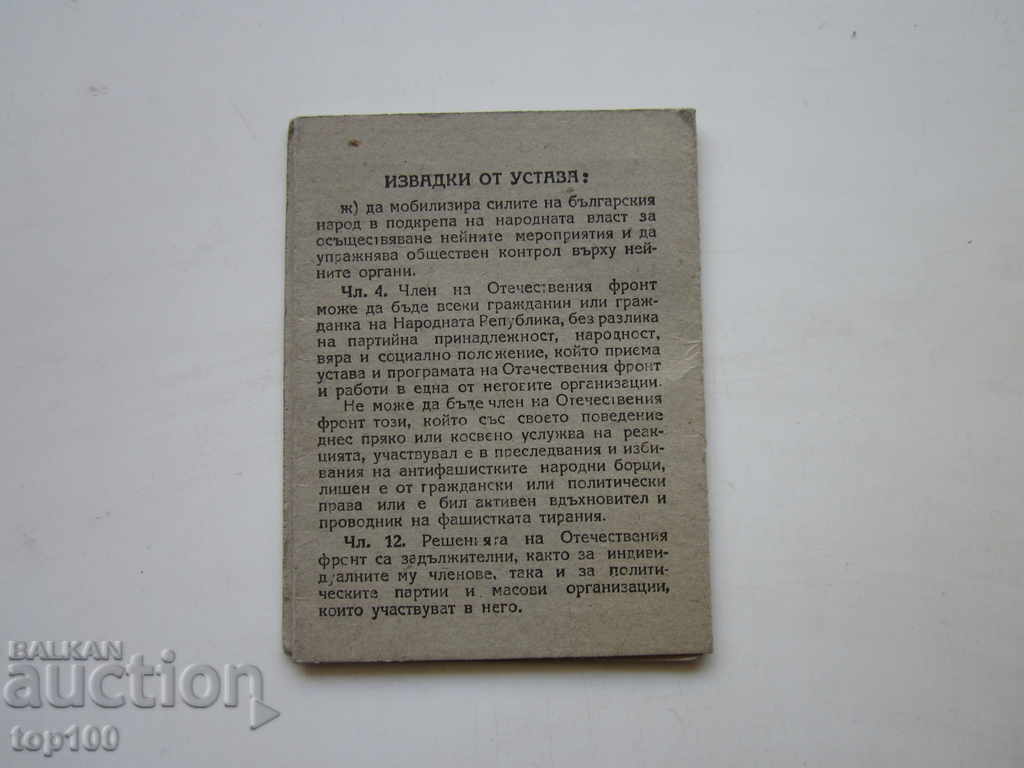 ИЗВАДКИ ОТ УСТАВА:
ж) да мобилизира силите на българския
народ в подкрепа на народната власт за
осъществяване нейните мероприятия и да
упражнява обществен контрол върху ней-
ните органи.
Чл. 4. Член на Отечествения фронт
може да бъде всеки гражданин или граж-
данка на Народната Република, без разлика
на партийна принадлежност, народност,
вяра и социално положение, който приема
устава и програмата на Отечествения фронт
и работи в една от неговите организации.
Не може да бъде член на Отечествения
фронт този, който със своето поведение
днес пряко или косвено услужва на реак-
цията, участвувал е в преследвания и изби-
вания на антифашистките народни борци,
лишен е от граждански или политически
права или е бил активен вдъхновител и
проводник на фашистката тирания.
Чл. 12. Решенията на Отечествения
фронт са задължителни, както за индиви-
дуалните му членове, така и за полити-
ческите партии и масови организации,
които участвуват в него.
BALKAN
auction
top100